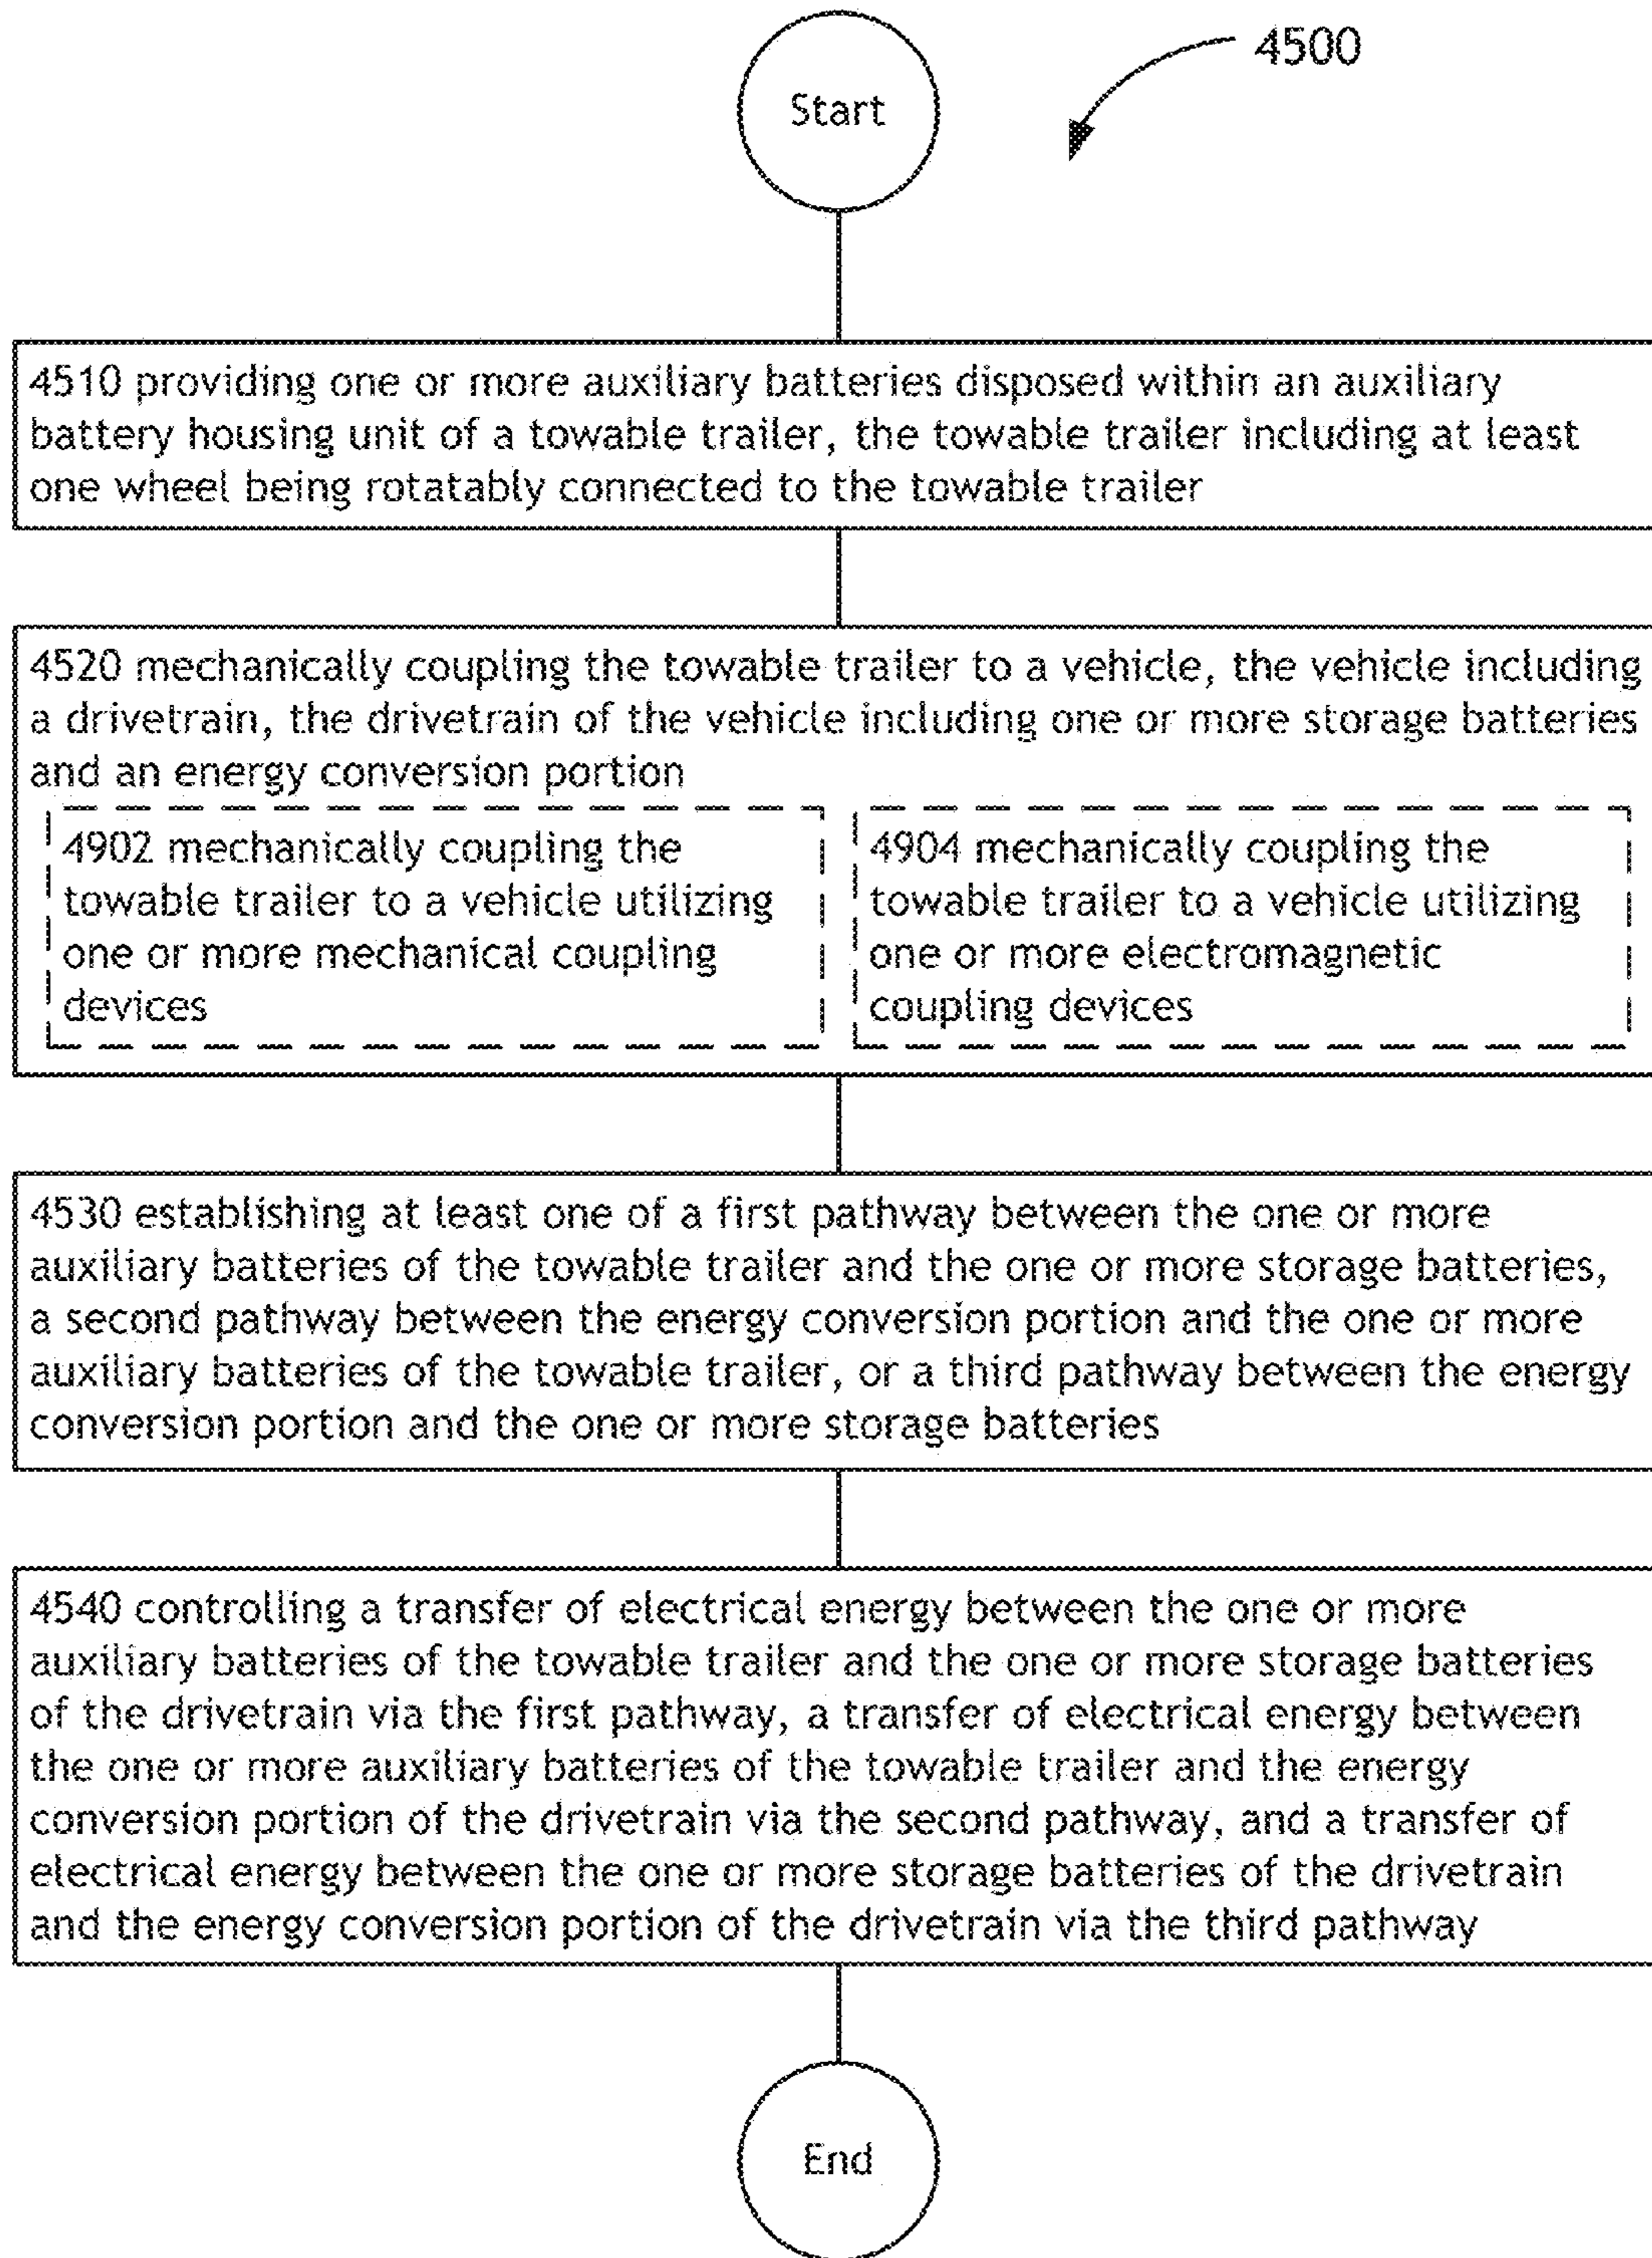 4500
Start
4510 providing one or more auxiliary batteries disposed within an auxiliary
battery housing unit of a towable trailer, the towable trailer including at least
one wheel being rotatably connected to the towable trailer
4520 mechanically coupling the towable trailer to a vehicle, the vehicle including
a drivetrain, the drivetrain of the vehicle including one or more storage batteries
and an energy conversion portion
4902 mechanically coupling the
towable trailer to a vehicle utilizing
one or more mechanical coupling
devices
4904 mechanically coupling the
towable trailer to a vehicle utilizing
one or more electromagnetic
coupling devices
4530 establishing at least one of a first pathway between the one or more
auxiliary batteries of the towable trailer and the one or more storage batteries,
a second pathway between the energy conversion portion and the one or more
auxiliary batteries of the towable trailer, or a third pathway between the energy
conversion portion and the one or more storage batteries
4540 controlling a transfer of electrical energy between the one or more
auxiliary batteries of the towable trailer and the one or more storage batteries
of the drivetrain via the first pathway, a transfer of electrical energy between
the one or more auxiliary batteries of the towable trailer and the energy
conversion portion of the drivetrain via the second pathway, and a transfer of
electrical energy between the one or more storage batteries of the drivetrain
and the energy conversion portion of the drivetrain via the third pathway
End